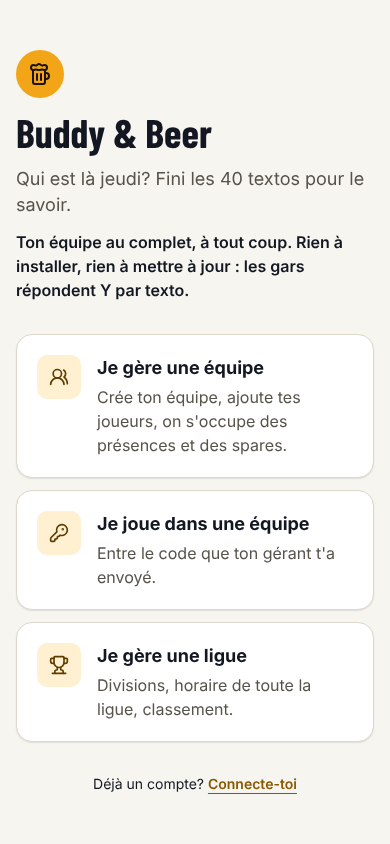 Buddy & Beer
Qui est là jeudi? Fini les 40 textos pour le
savoir.
Ton équipe au complet, à tout coup. Rien à
installer, rien à mettre à jour : les gars
répondent Y par texto.
Je gère une équipe
Crée ton équipe, ajoute tes
joueurs, on s'occupe des
présences et des spares.
Je joue dans une équipe
Entre le code que ton gérant t'a
envoyé.
Je gère une ligue
Divisions, horaire de toute la
ligue, classement.
Déjà un compte? Connecte-toi